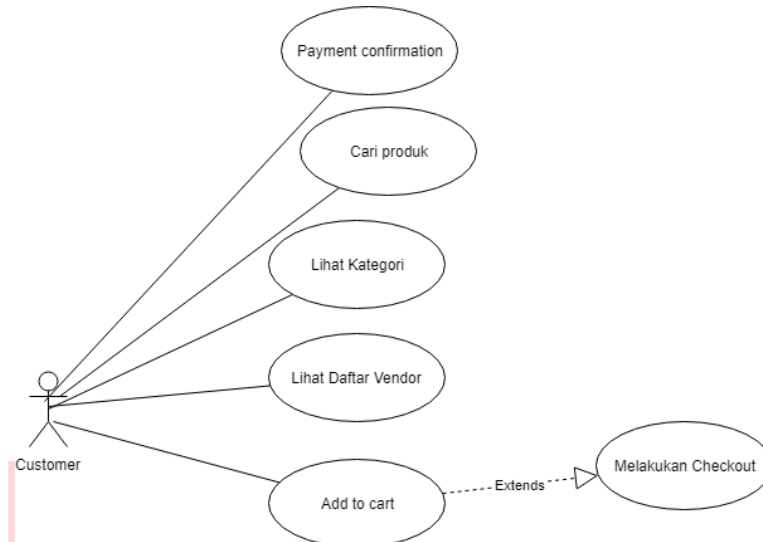 Payment confirmation
Cari produk
Lihat Kategori
Lihat Daftar Vendor
Customer
Add to cart
Extends
Melakukan Checkout